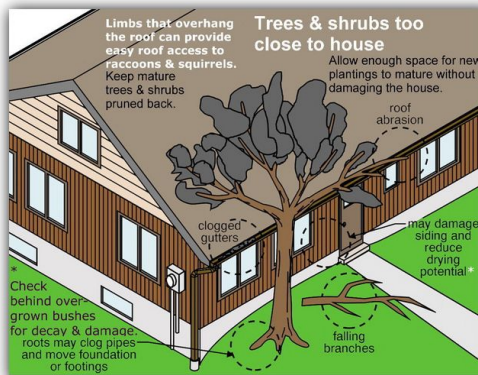 Limbs that overhang
the roof can provide
easy roof access to
raccoons & squirrels.
Keep mature
trees & shrubs
pruned back.
Trees & shrubs too
close to house
Allow enough space for new
plantings to mature without
damaging the house.
roof
abrasion
clogged
gutters
may damage
siding and
reduce
drying
potential*
*
Check
behind over-
grown bushes
for decay & damage.
roots may clog pipes
and move foundation
or footings
falling
branches